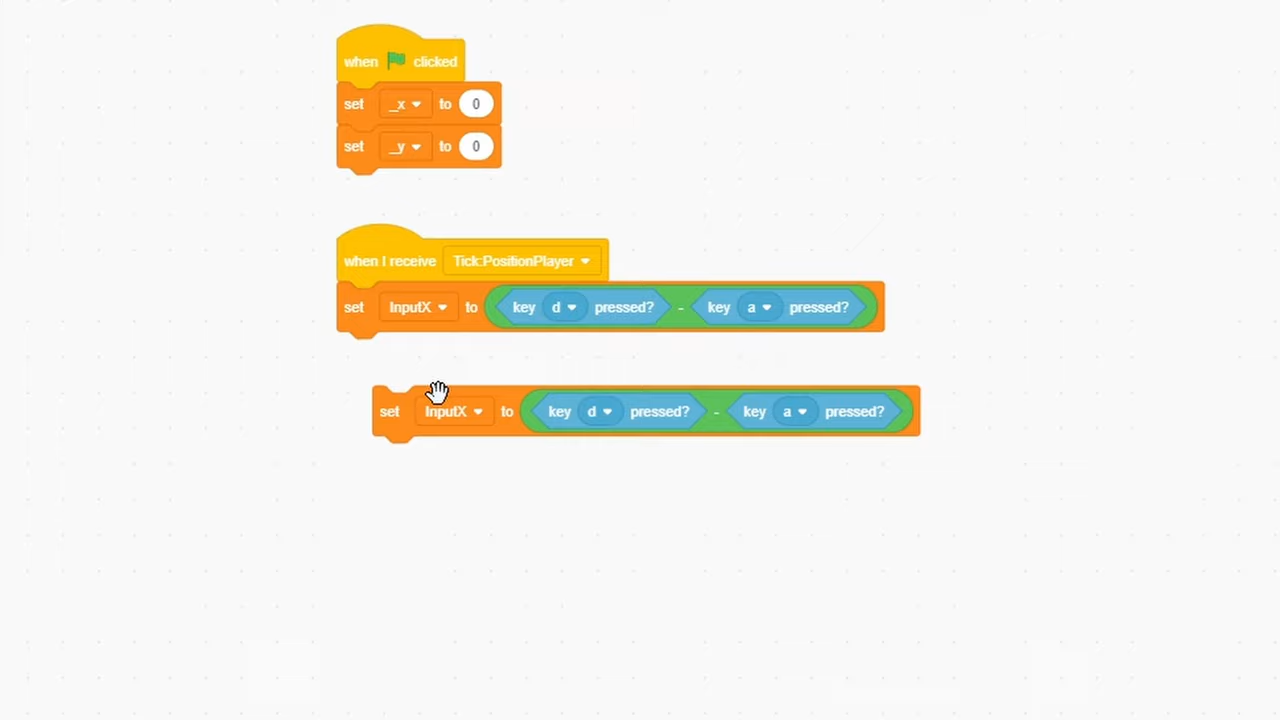 when clicked
set _x to 0
set _y to 0
when I receive Tick:PositionPlayer
set InputX to key d pressed? - key a pressed?
set InputX to key d pressed? - key a pressed?